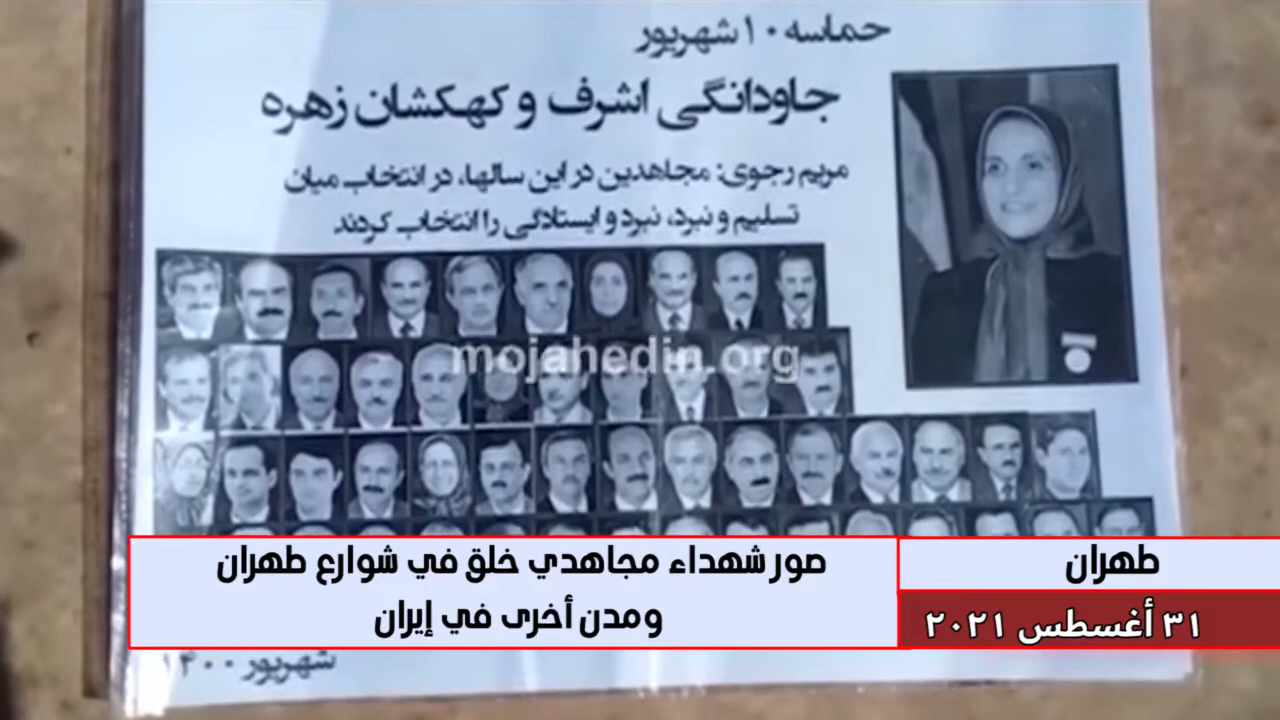 حماسه ۱۰ شهریور
جاودانگی اشرف و کهکشان زهره
مریم رجوی: مجاهدین در این سالها، در انتخاب میان
تسلیم و نبرد، نبرد و ایستادگی را انتخاب کردند
mojahedin.org
طهران
٣١ أغسطس ٢٠٢١
صور شهداء مجاهدي خلق في شوارع طهران
ومدن أخرى في إيران
شهریور ۱۴۰۰